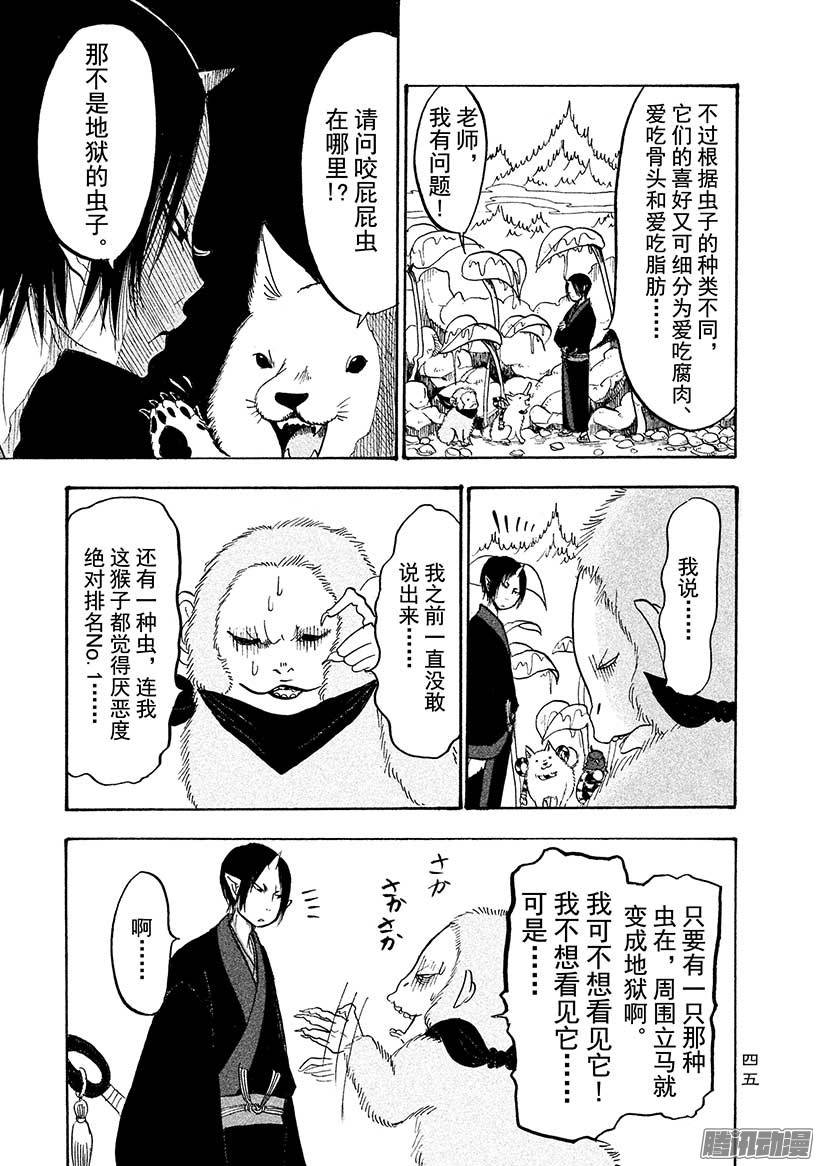 不过根据虫子的种类不同,
它们的喜好又可细分为爱吃腐肉、
爱吃骨头和爱吃脂肪……
老师,
我有问题!
请问咬屁屁虫
在哪里!?
那不是地狱的虫子。
我说……
我之前一直没敢
说出来……
还有一种虫,连我
这猴子都觉得厌恶度
绝对排名No.1……
只要有一只那种
虫在,周围立马就
变成地狱啊。
我可不想看见它!
我不想看见它……
可是……
さか
さか
さか
啊……
四五
腾讯动漫